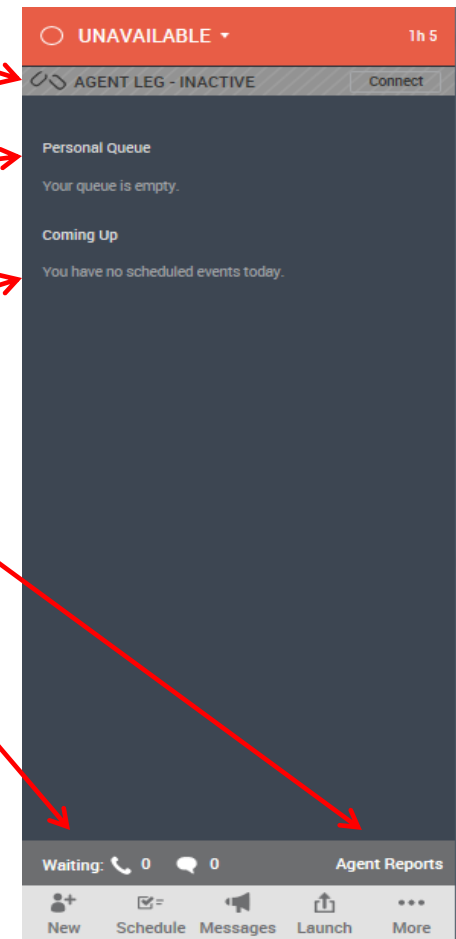 UNAVAILABLE 1h 5
AGENT LEG - INACTIVE Connect
Personal Queue
Your queue is empty.
Coming Up
You have no scheduled events today.
Waiting: 0 0 Agent Reports
New Schedule Messages Launch More